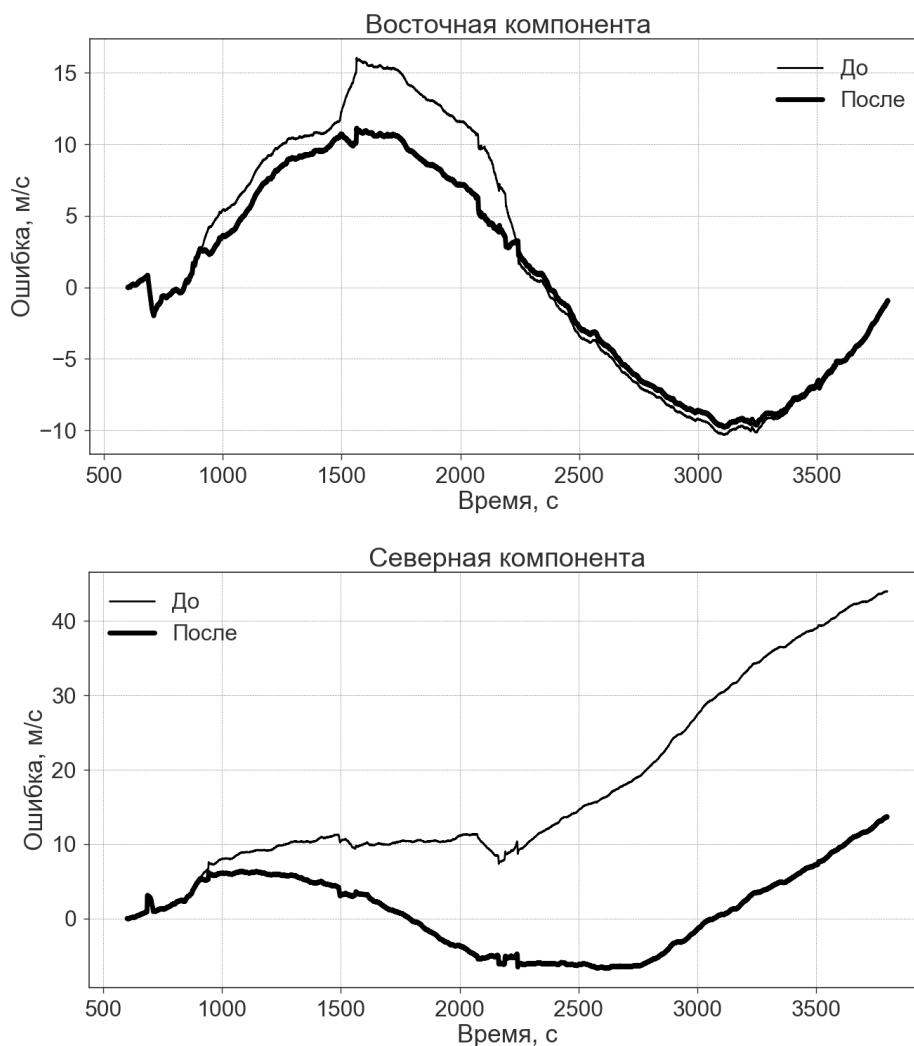 Восточная компонента
До
После
Ошибка, м/с
15
10
5
0
−5
−10
500 1000 1500 2000 2500 3000 3500
Время, с
Северная компонента
До
После
Ошибка, м/с
40
30
20
10
0
500 1000 1500 2000 2500 3000 3500
Время, с